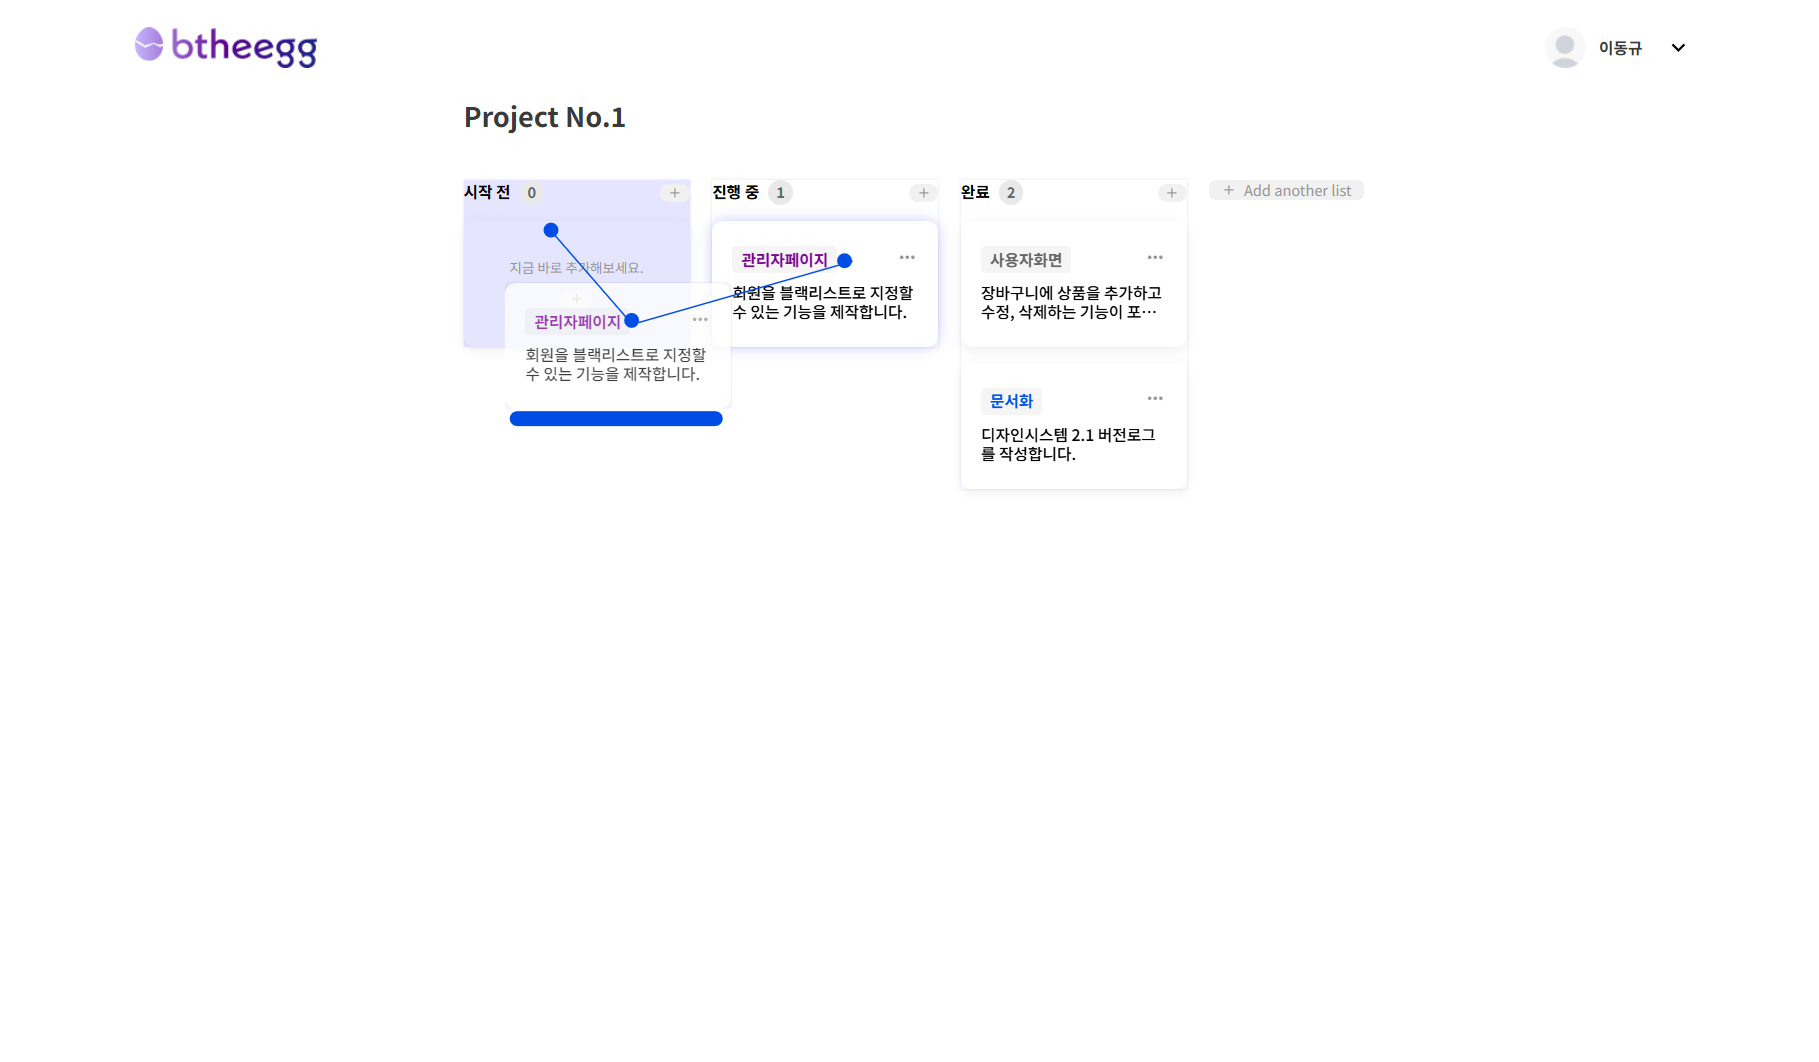 btheegg
이동규
Project No.1
시작 전 0 +
지금 바로 추가해보세요.
+
관리자페이지 ···
회원을 블랙리스트로 지정할
수 있는 기능을 제작합니다.
진행 중 1 +
관리자페이지 ···
회원을 블랙리스트로 지정할
수 있는 기능을 제작합니다.
완료 2 +
사용자화면 ···
장바구니에 상품을 추가하고
수정, 삭제하는 기능이 포…
문서화 ···
디자인시스템 2.1 버전로그
를 작성합니다.
+ Add another list